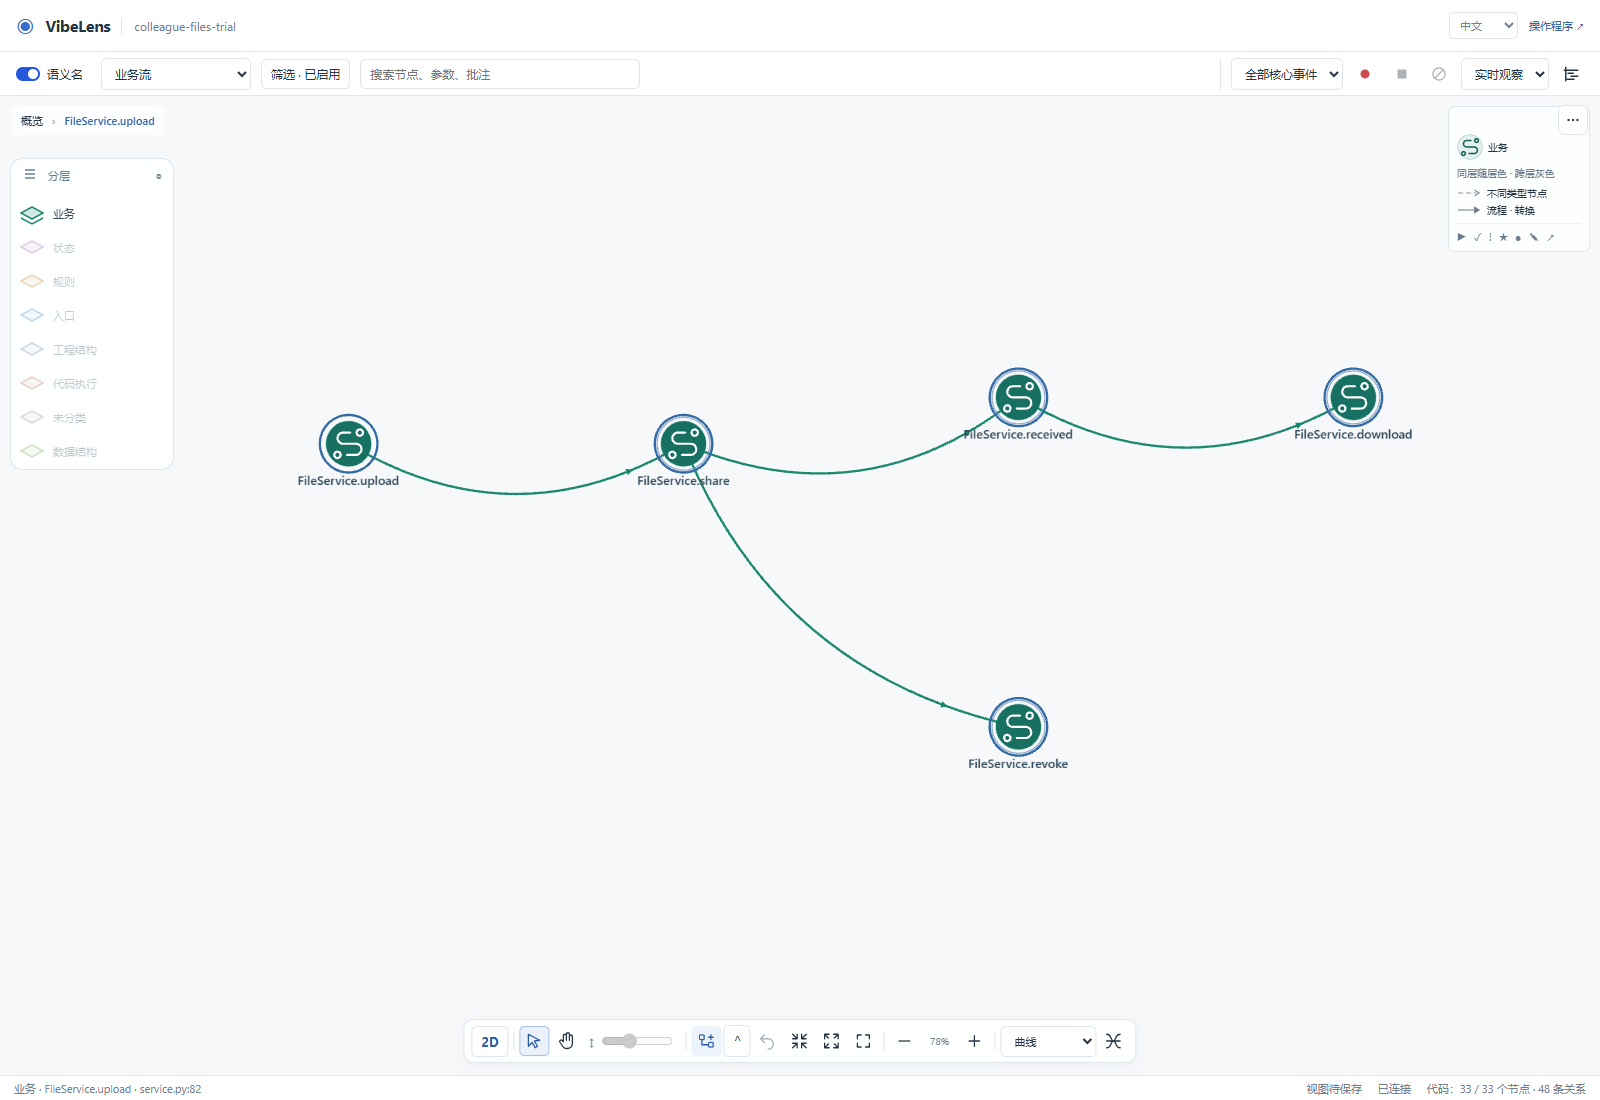 VibeLens
colleague-files-trial
中文
操作程序 ↗
语义名
业务流
筛选 · 已启用
搜索节点、参数、批注
全部核心事件
实时观察
概览 › FileService.upload
分层
业务
状态
规则
入口
工程结构
代码执行
未分类
数据结构
业务
同层随层色 · 跨层灰色
不同类型节点
流程 · 转换
FileService.upload
FileService.share
FileService.received
FileService.download
FileService.revoke
2D
78%
曲线
业务 · FileService.upload · service.py:82
视图待保存
已连接
代码：33 / 33 个节点 · 48 条关系